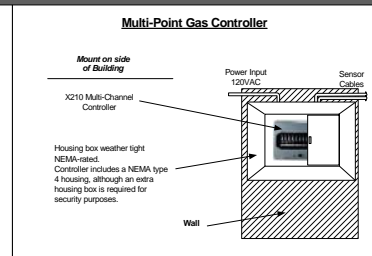 Multi-Point Gas Controller
Mount on side
of Building
Power Input
120VAC
Sensor
Cables
X210 Multi-Channel
Controller
Housing box weather tight
NEMA-rated.
Controller includes a NEMA type
4 housing, although an extra
housing box is required for
security purposes.
Wall